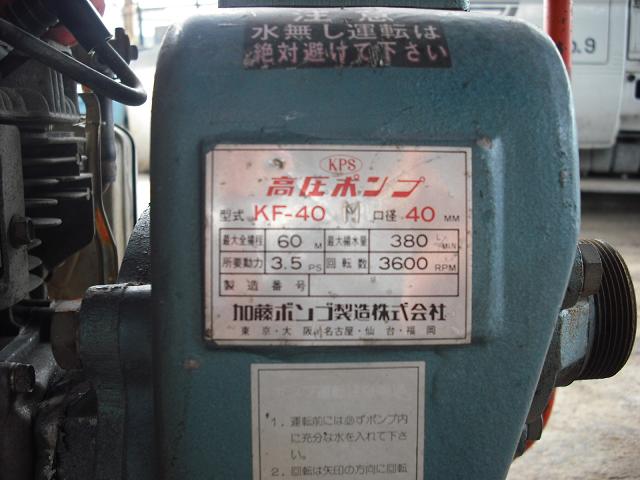 注意
水無し運転は
絶対避けて下さい
KPS
高圧ポンプ
型式 KF-40 M 口径 40 MM
最大全揚程 60 M 最大揚水量 380 L/MIN
所要動力 3.5 PS 回転数 3600 RPM
製造番号
加藤ポンプ製造株式会社
東京・大阪・名古屋・仙台・福岡
1. 運転前には必ずポンプ内
に充分な水を入れて下さ
い。
2. 回転は矢印の方向に回転
.9